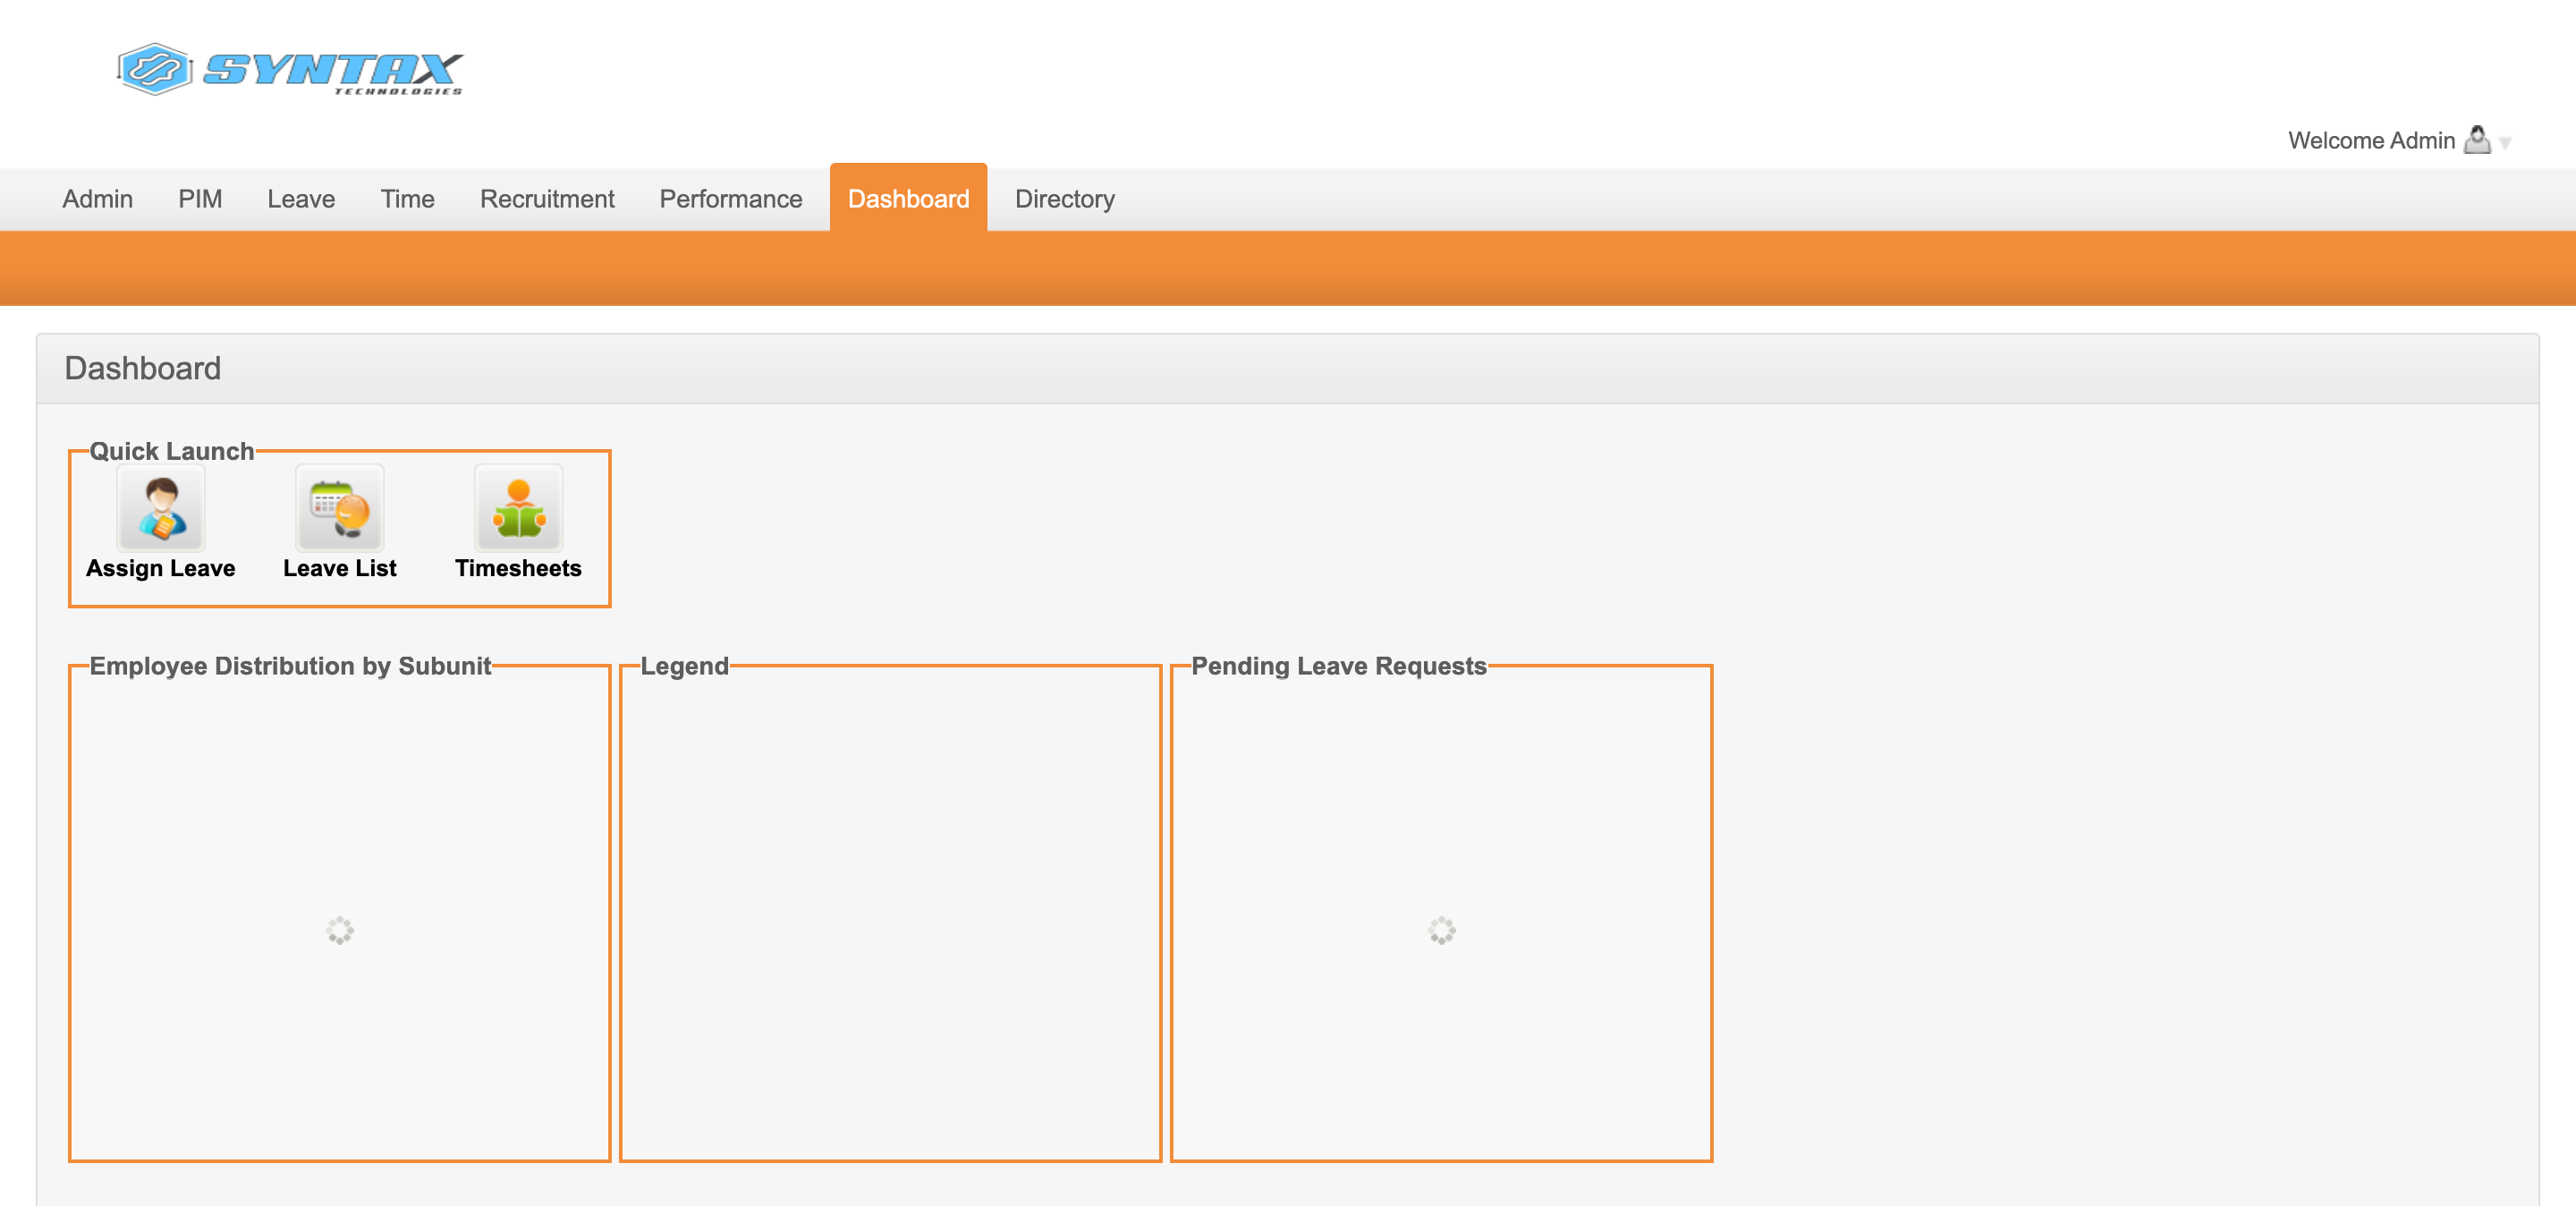 SYNTAX
TECHNOLOGIES
Welcome Admin
Admin PIM Leave Time Recruitment Performance Dashboard Directory
Dashboard
Quick Launch
Assign Leave Leave List Timesheets
Employee Distribution by Subunit Legend Pending Leave Requests